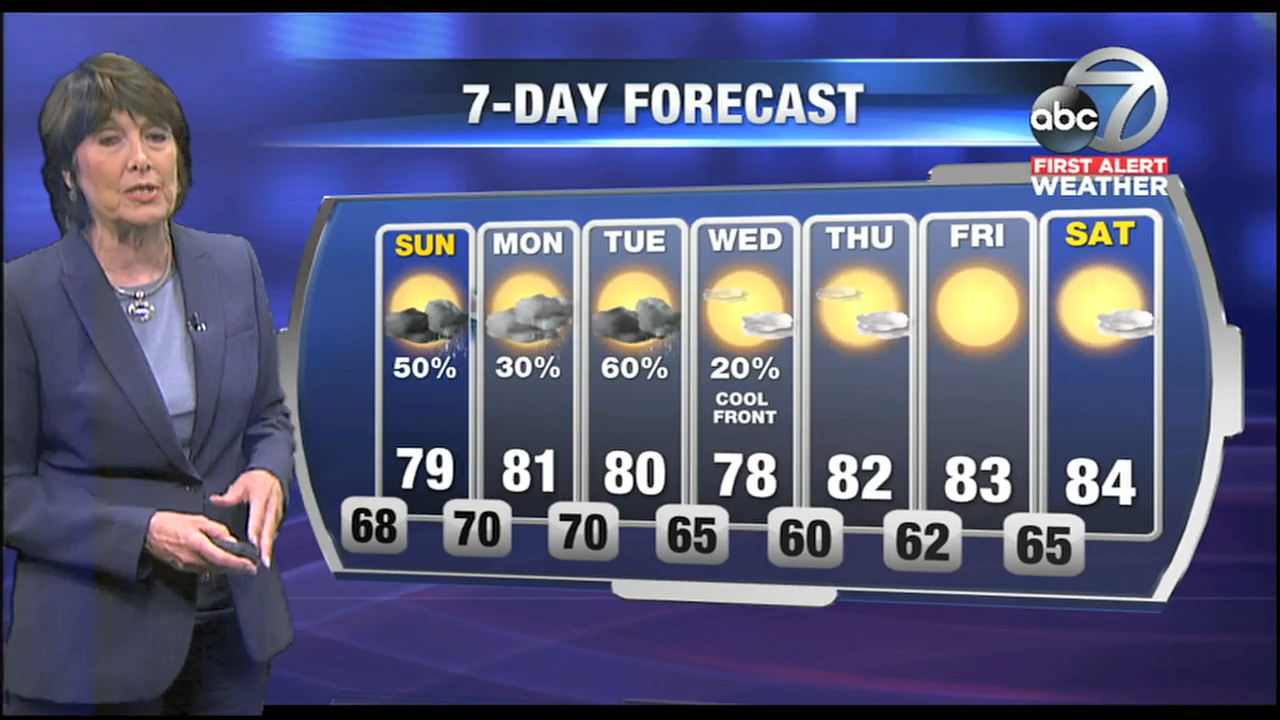 7-DAY FORECAST
abc 7
FIRST ALERT
WEATHER
SUN MON TUE WED THU FRI SAT
50% 30% 60% 20%
COOL
FRONT
79 81 80 78 82 83 84
68 70 70 65 60 62 65